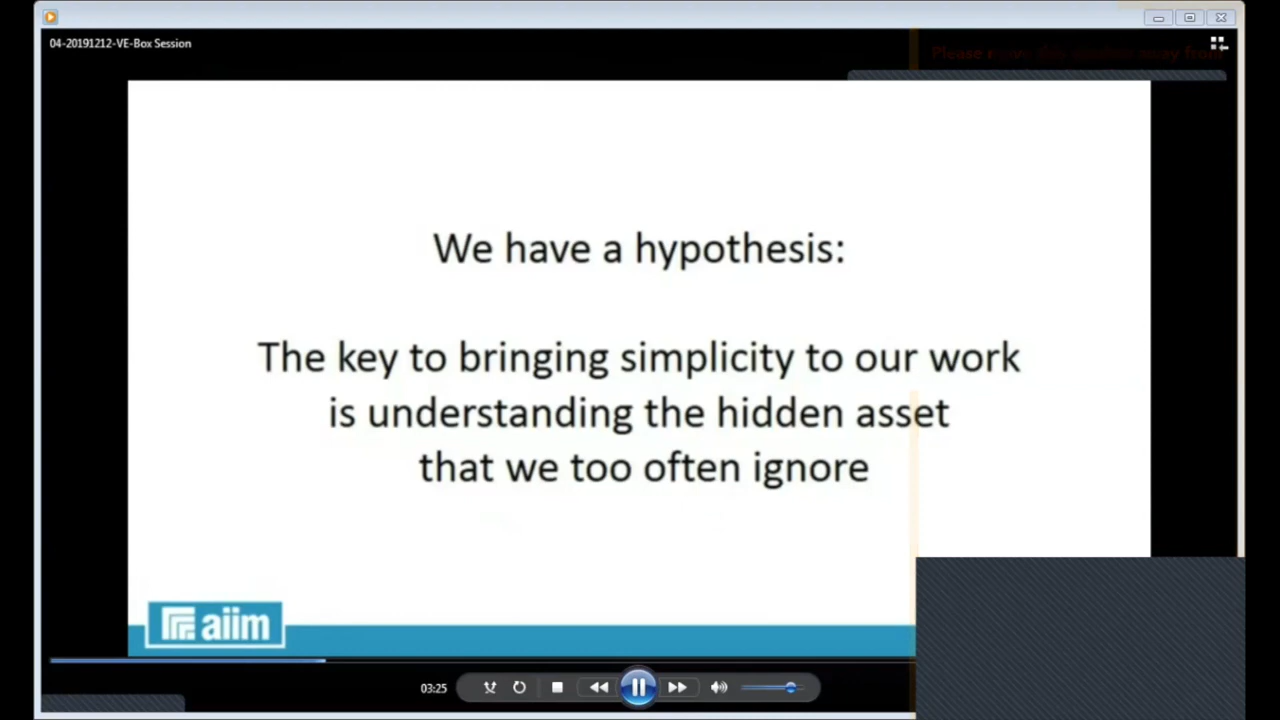 04-20191212-VE-Box Session
We have a hypothesis:
The key to bringing simplicity to our work
is understanding the hidden asset
that we too often ignore
aiim
03:25